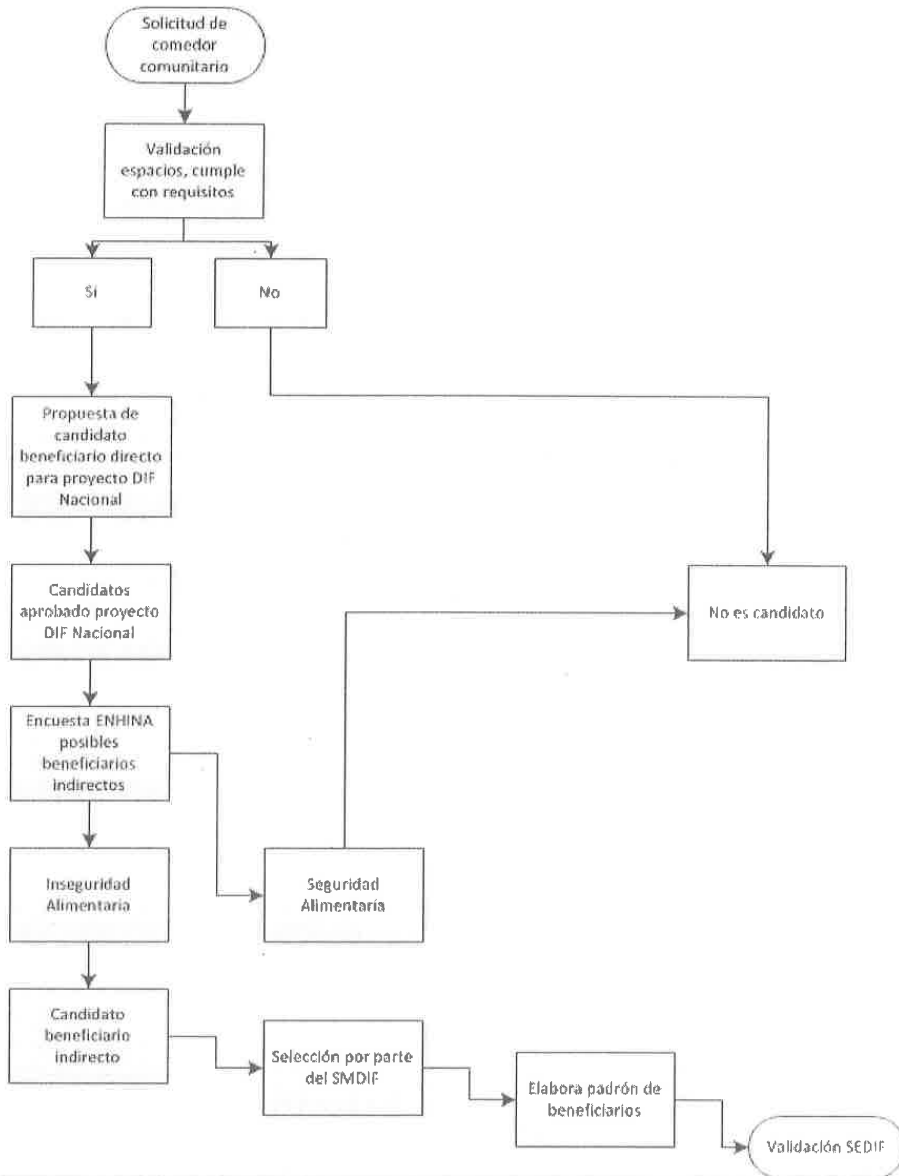 Solicitud de
comedor
comunitario
Validación
espacios, cumple
con requisitos
Si
No
Propuesta de
candidato
beneficiario directo
para proyecto DIF
Nacional
Candidatos
aprobado proyecto
DIF Nacional
No es candidato
Encuesta ENHINA
posibles
beneficiarios
indirectos
Inseguridad
Alimentaria
Seguridad
Alimentaria
Candidato
beneficiario
indirecto
Selección por parte
del SMDIF
Elabora padrón de
beneficiarios
Validación SEDIF